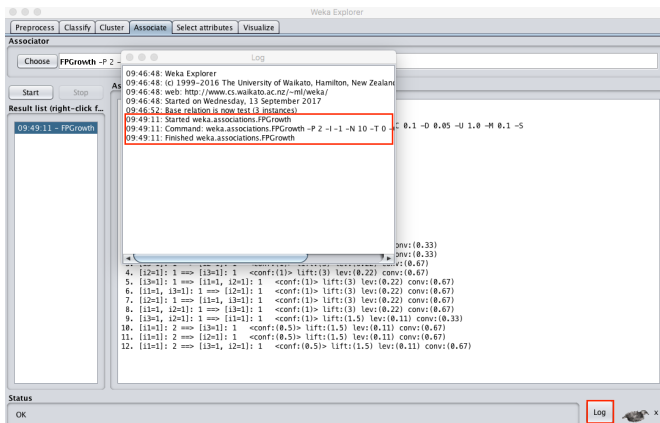 Weka Explorer
Preprocess Classify Cluster Associate Select attributes Visualize
Associator
Choose FPGrowth -P 2 -
Log
09:46:48: Weka Explorer
09:46:48: (c) 1999-2016 The University of Waikato, Hamilton, New Zealand
09:46:48: web: http://www.cs.waikato.ac.nz/~ml/weka/
09:46:48: Started on Wednesday, 13 September 2017
09:46:52: Base relation is now test (3 instances)
09:49:11: Started weka.associations.FPGrowth
09:49:11: Command: weka.associations.FPGrowth -P 2 -I -1 -N 10 -T 0 -
09:49:11: Finished weka.associations.FPGrowth
Start Stop
As
Result list (right-click f...
09:49:11 - FPGrowth
C 0.1 -D 0.05 -U 1.0 -M 0.1 -S
onv:(0.33)
onv:(0.33)
lev:(0.22) conv:(0.67)
4. [i2=1]: 1 ==> [i3=1]: 1 <conf:(1)> lift:(3) lev:(0.22) conv:(0.67)
5. [i3=1]: 1 ==> [i1=1, i2=1]: 1 <conf:(1)> lift:(3) lev:(0.22) conv:(0.67)
6. [i1=1, i3=1]: 1 ==> [i2=1]: 1 <conf:(1)> lift:(3) lev:(0.22) conv:(0.67)
7. [i2=1]: 1 ==> [i1=1, i3=1]: 1 <conf:(1)> lift:(3) lev:(0.22) conv:(0.67)
8. [i1=1, i2=1]: 1 ==> [i3=1]: 1 <conf:(1)> lift:(3) lev:(0.22) conv:(0.67)
9. [i3=1, i2=1]: 1 ==> [i1=1]: 1 <conf:(1)> lift:(1.5) lev:(0.11) conv:(0.33)
10. [i1=1]: 2 ==> [i3=1]: 1 <conf:(0.5)> lift:(1.5) lev:(0.11) conv:(0.67)
11. [i1=1]: 2 ==> [i2=1]: 1 <conf:(0.5)> lift:(1.5) lev:(0.11) conv:(0.67)
12. [i1=1]: 2 ==> [i3=1, i2=1]: 1 <conf:(0.5)> lift:(1.5) lev:(0.11) conv:(0.67)
Status
OK
Log
x